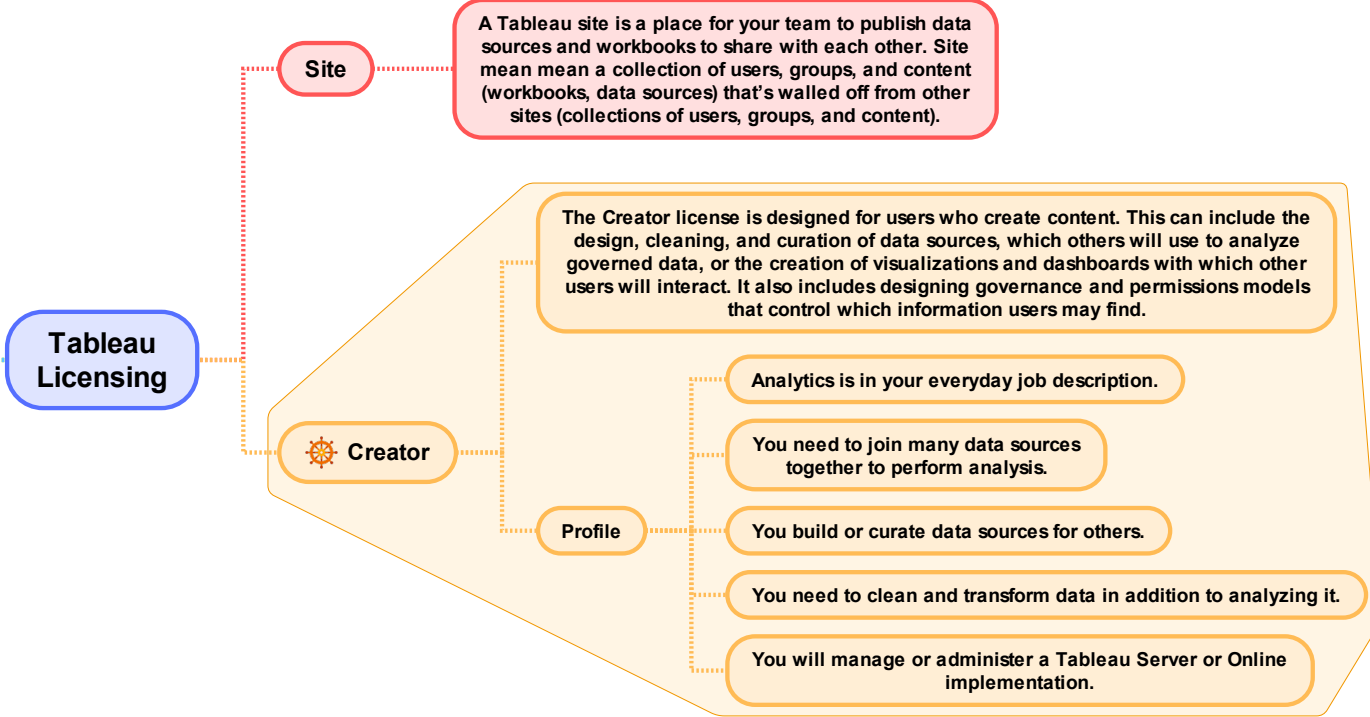 A Tableau site is a place for your team to publish data
sources and workbooks to share with each other. Site
mean mean a collection of users, groups, and content
(workbooks, data sources) that’s walled off from other
sites (collections of users, groups, and content).
Site
The Creator license is designed for users who create content. This can include the
design, cleaning, and curation of data sources, which others will use to analyze
governed data, or the creation of visualizations and dashboards with which other
users will interact. It also includes designing governance and permissions models
that control which information users may find.
Tableau
Licensing
Creator
Profile
Analytics is in your everyday job description.
You need to join many data sources
together to perform analysis.
You build or curate data sources for others.
You need to clean and transform data in addition to analyzing it.
You will manage or administer a Tableau Server or Online
implementation.